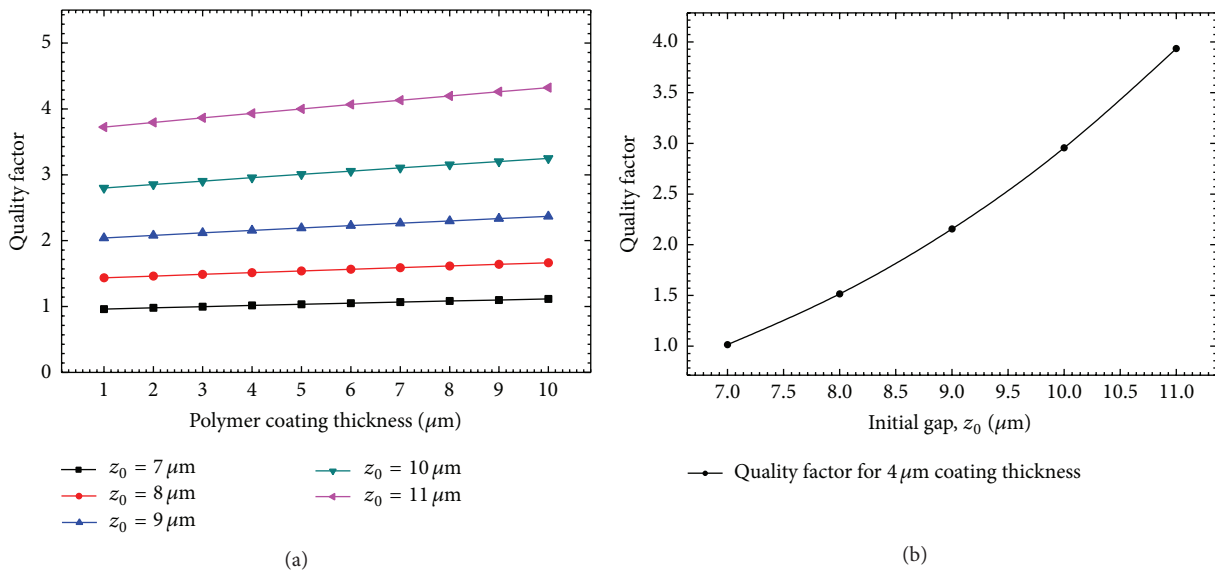 5
4
3
2
1
0
Quality factor
1 2 3 4 5 6 7 8 9 10
Polymer coating thickness (μm)
z₀ = 7 μm
z₀ = 8 μm
z₀ = 9 μm
z₀ = 10 μm
z₀ = 11 μm
(a)
4.0
3.5
3.0
2.5
2.0
1.5
1.0
Quality factor
7.0 7.5 8.0 8.5 9.0 9.5 10.0 10.5 11.0
Initial gap, z₀ (μm)
Quality factor for 4 μm coating thickness
(b)